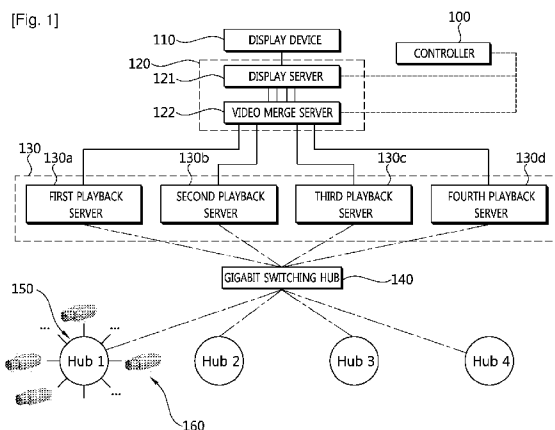 [Fig. 1]
110
DISPLAY DEVICE
100
CONTROLLER
120
121
DISPLAY SERVER
122
VIDEO MERGE SERVER
130
130a
130b
130c
130d
FIRST PLAYBACK
SERVER
SECOND PLAYBACK
SERVER
THIRD PLAYBACK
SERVER
FOURTH PLAYBACK
SERVER
GIGABIT SWITCHING HUB
140
150
...
...
Hub 1
Hub 2
Hub 3
Hub 4
...
...
160